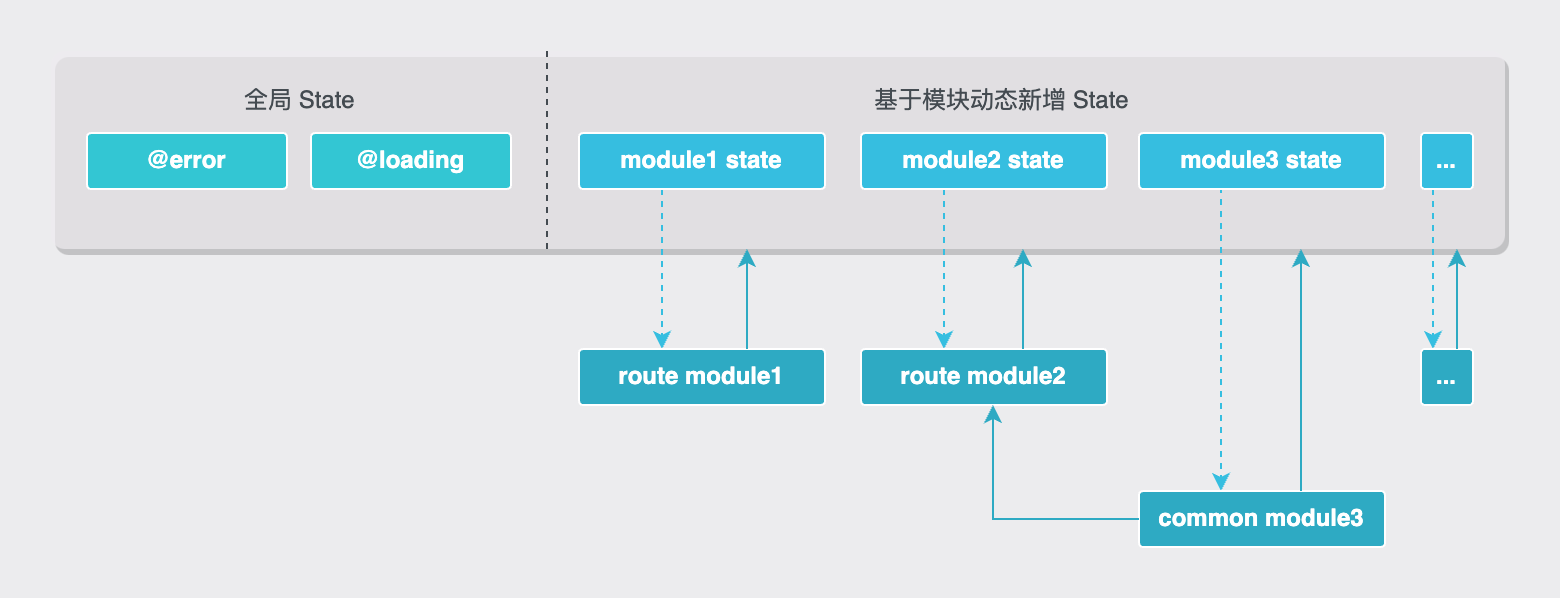 全局 State
基于模块动态新增 State
@error
@loading
module1 state
module2 state
module3 state
...
route module1
route module2
...
common module3